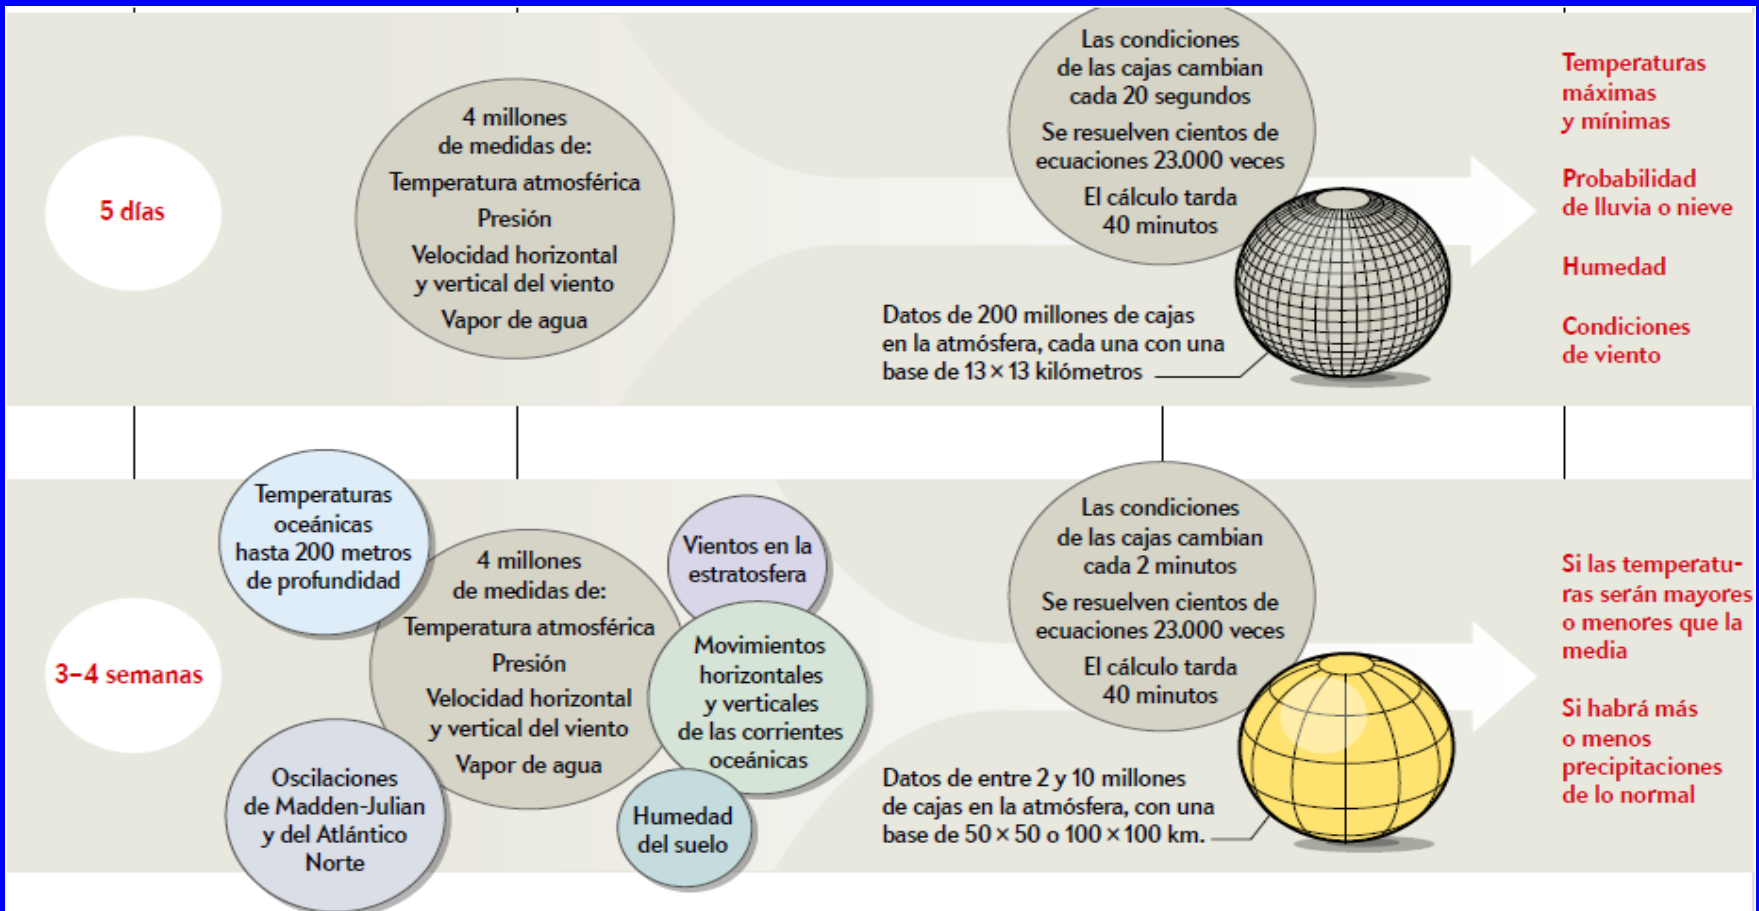 5 días
4 millones
de medidas de:
Temperatura atmosférica
Presión
Velocidad horizontal
y vertical del viento
Vapor de agua
Las condiciones
de las cajas cambian
cada 20 segundos
Se resuelven cientos de
ecuaciones 23.000 veces
El cálculo tarda
40 minutos
Datos de 200 millones de cajas
en la atmósfera, cada una con una
base de 13 × 13 kilómetros
Temperaturas
máximas
y mínimas
Probabilidad
de lluvia o nieve
Humedad
Condiciones
de viento
3–4 semanas
Temperaturas
oceánicas
hasta 200 metros
de profundidad
4 millones
de medidas de:
Temperatura atmosférica
Presión
Velocidad horizontal
y vertical del viento
Vapor de agua
Oscilaciones
de Madden-Julian
y del Atlántico
Norte
Vientos en la
estratosfera
Movimientos
horizontales
y verticales
de las corrientes
oceánicas
Humedad
del suelo
Las condiciones
de las cajas cambian
cada 2 minutos
Se resuelven cientos de
ecuaciones 23.000 veces
El cálculo tarda
40 minutos
Datos de entre 2 y 10 millones
de cajas en la atmósfera, con una
base de 50 × 50 o 100 × 100 km.
Si las temperatu-
ras serán mayores
o menores que la
media
Si habrá más
o menos
precipitaciones
de lo normal